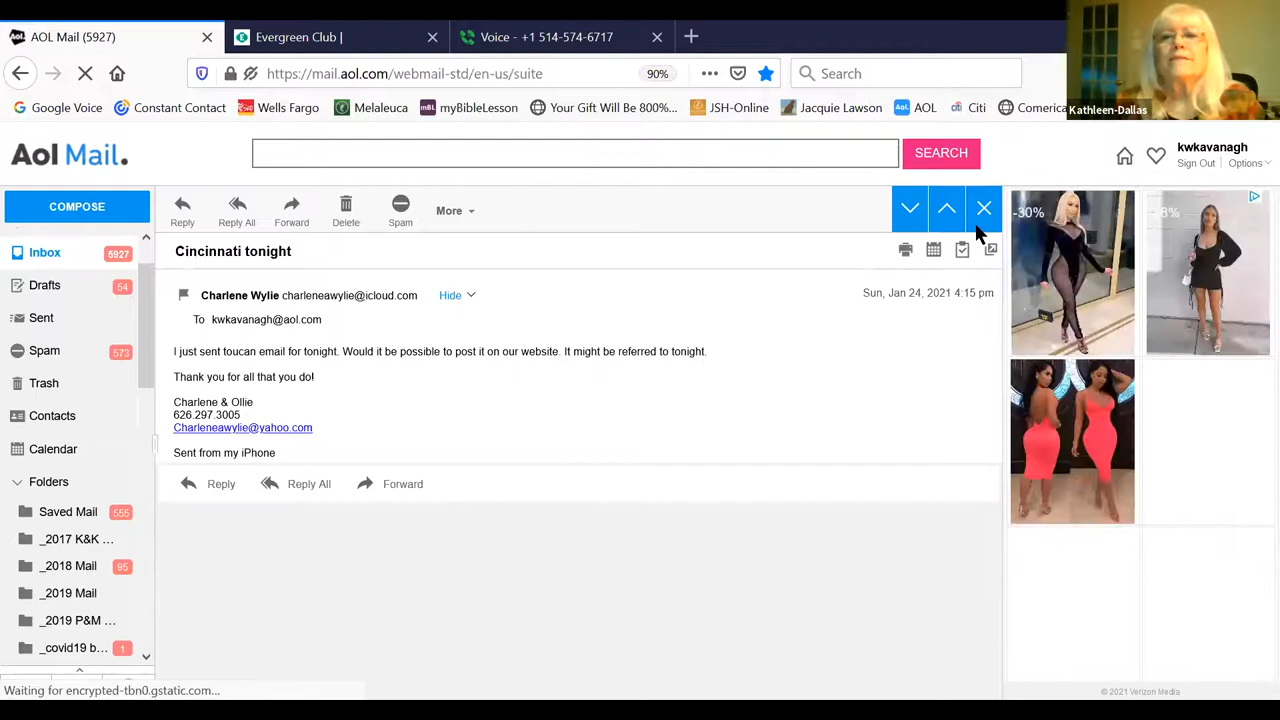 AOL Mail (5927)
Evergreen Club |
Voice - +1 514-574-6717
https://mail.aol.com/webmail-std/en-us/suite
90%
Search
Kathleen-Dallas
Google Voice
Constant Contact
Wells Fargo
Melaleuca
myBibleLesson
Your Gift Will Be 800%...
JSH-Online
Jacquie Lawson
AOL
Citi
Comerica
Aol Mail.
SEARCH
kwkavanagh
Sign Out
Options
COMPOSE
Reply
Reply All
Forward
Delete
Spam
More
Inbox
5927
Drafts
54
Sent
Spam
573
Trash
Contacts
Calendar
Folders
Saved Mail
555
_2017 K&K ...
_2018 Mail
95
_2019 Mail
_2019 P&M ...
_covid19 b...
1
Cincinnati tonight
Charlene Wylie charleneawylie@icloud.com
Hide
Sun, Jan 24, 2021 4:15 pm
To kwkavanagh@aol.com
I just sent toucan email for tonight. Would it be possible to post it on our website. It might be referred to tonight.
Thank you for all that you do!
Charlene & Ollie
626.297.3005
Charleneawylie@yahoo.com
Sent from my iPhone
Reply
Reply All
Forward
-30%
© 2021 Verizon Media
Waiting for encrypted-tbn0.gstatic.com...